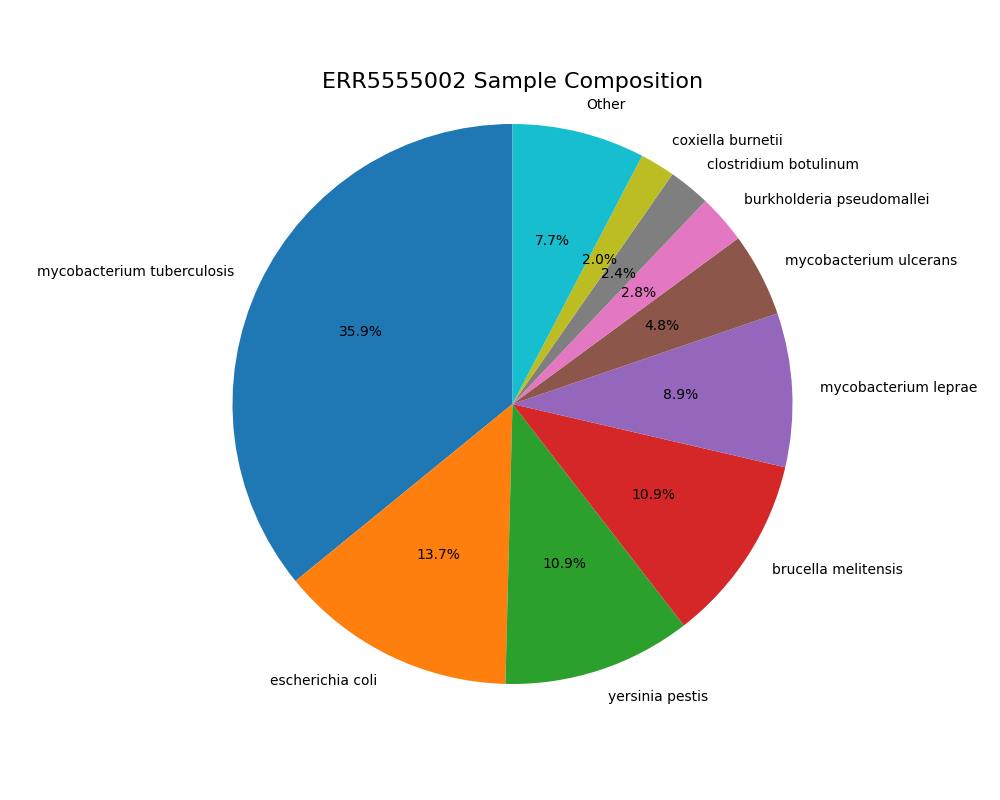 ERR5555002 Sample Composition
Other
coxiella burnetii
clostridium botulinum
burkholderia pseudomallei
mycobacterium ulcerans
mycobacterium tuberculosis
mycobacterium leprae
brucella melitensis
escherichia coli
yersinia pestis
7.7%
2.0%
2.4%
2.8%
4.8%
35.9%
8.9%
10.9%
13.7%
10.9%